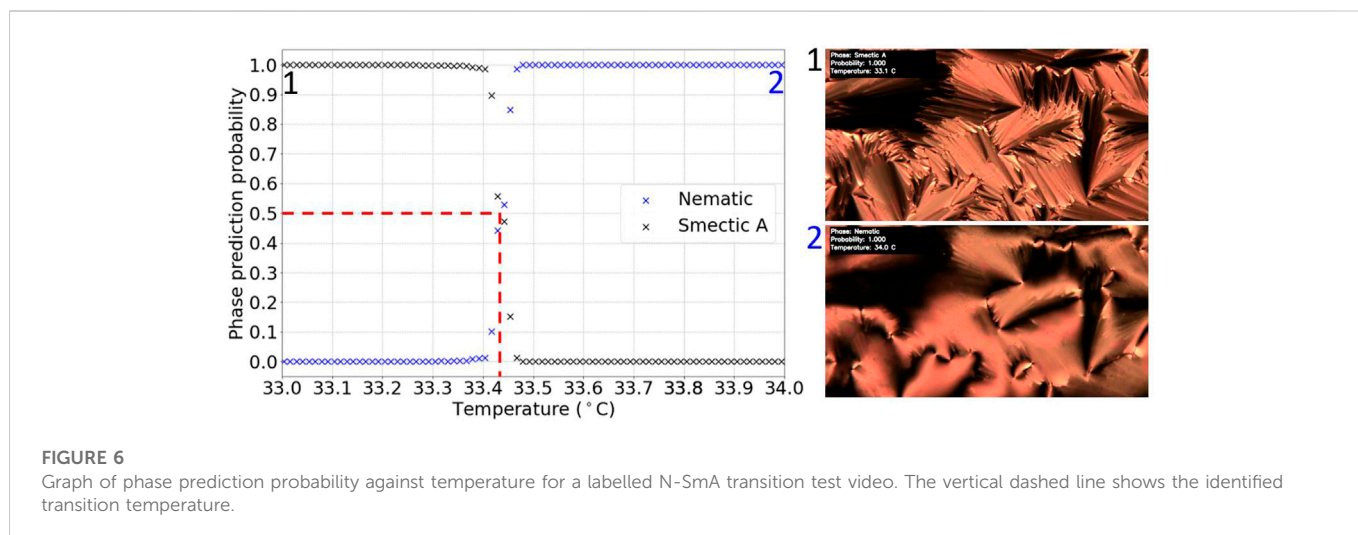 Phase prediction probability
1.0
0.9
0.8
0.7
0.6
0.5
0.4
0.3
0.2
0.1
0.0
1
2
Nematic
Smectic A
33.0 33.1 33.2 33.3 33.4 33.5 33.6 33.7 33.8 33.9 34.0
Temperature (°C)
1
Phase: Smectic A
Probability: 1.000
Temperature: 33.1 C
2
Phase: Nematic
Probability: 1.000
Temperature: 34.0 C
FIGURE 6
Graph of phase prediction probability against temperature for a labelled N-SmA transition test video. The vertical dashed line shows the identified
transition temperature.